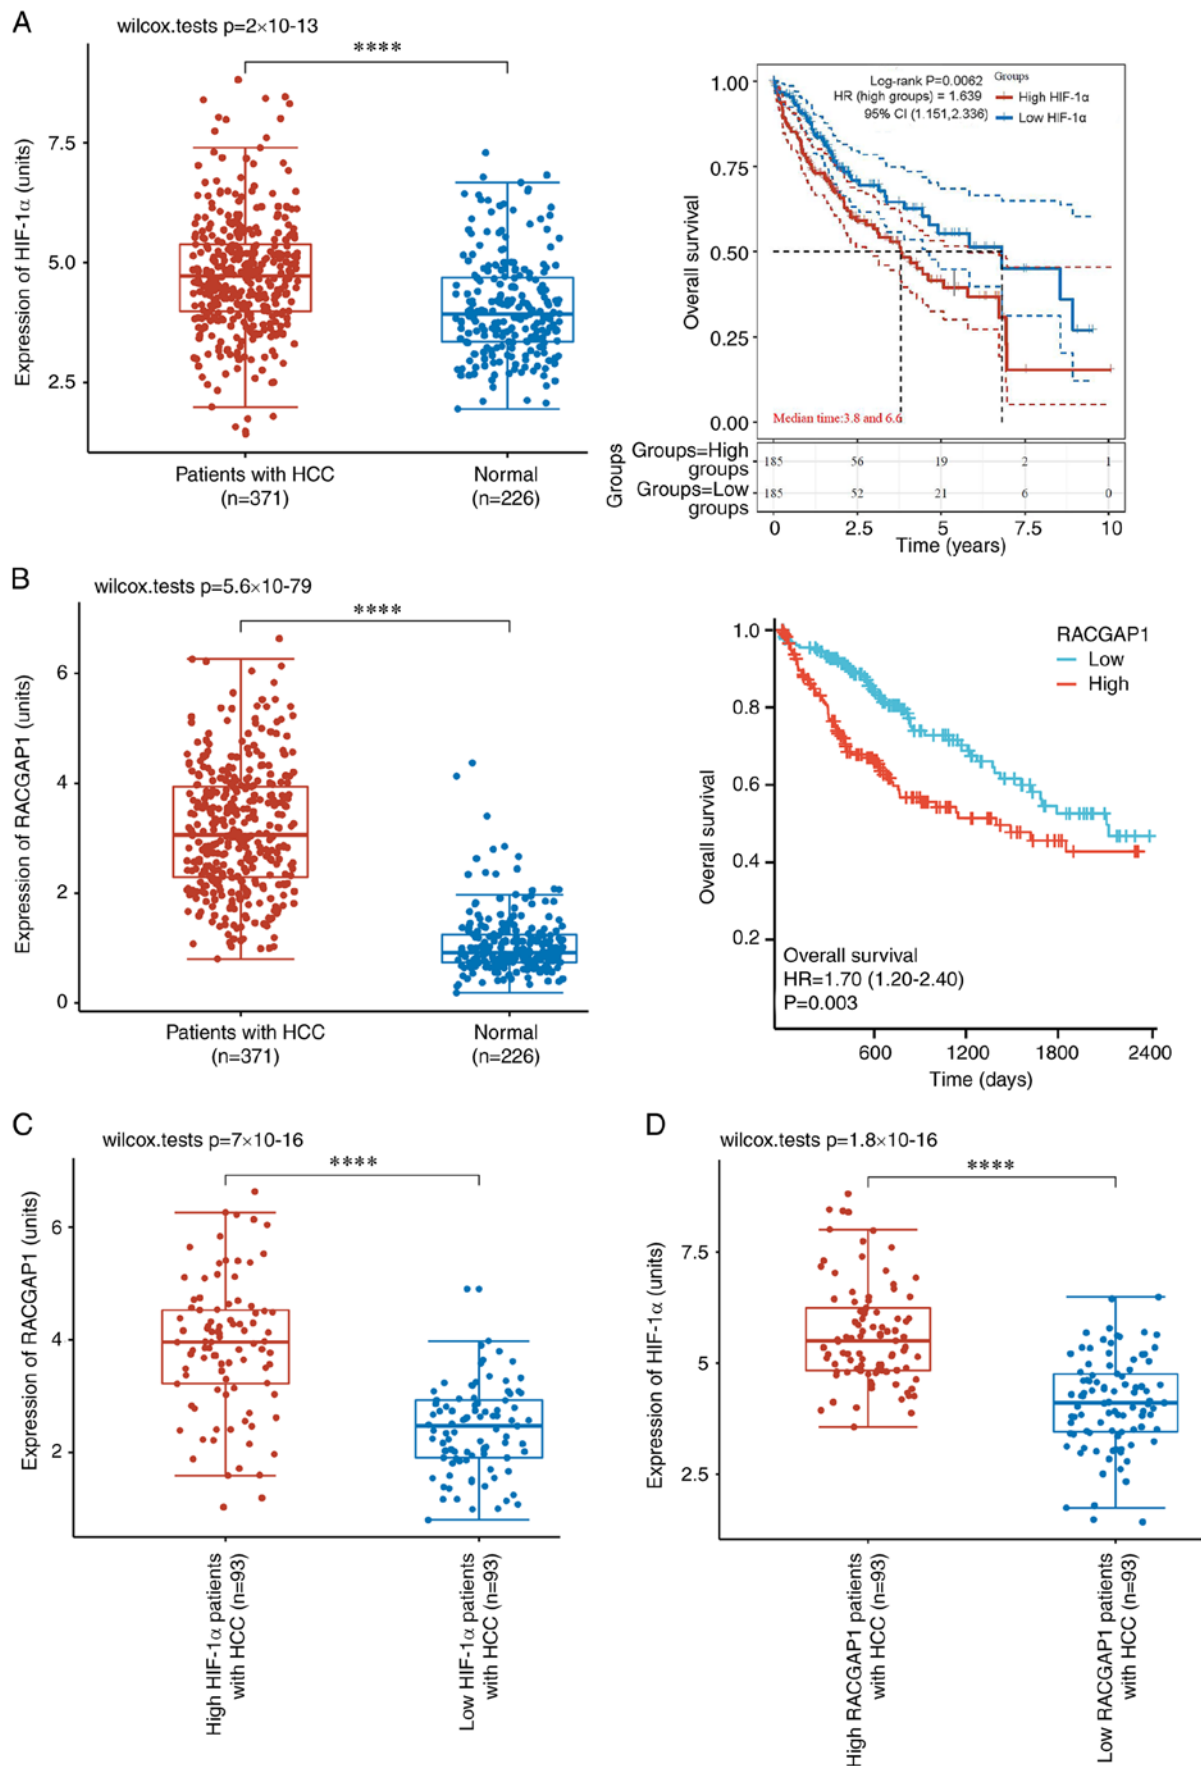 A
wilcox.tests p=2×10-13
****
Expression of HIF-1α (units)
7.5
5.0
2.5
Patients with HCC
(n=371)
Normal
(n=226)
Overall survival
1.00
0.75
0.50
0.25
0.00
Log-rank P=0.0062
HR (high groups) = 1.639
95% CI (1.151,2.336)
Groups
High HIF-1α
Low HIF-1α
Median time:3.8 and 6.6
Groups
Groups=High
groups
185 56 19 2 1
Groups=Low
groups
185 52 21 6 0
0 2.5 5 7.5 10
Time (years)
B
wilcox.tests p=5.6×10-79
****
Expression of RACGAP1 (units)
6
4
2
0
Patients with HCC
(n=371)
Normal
(n=226)
Overall survival
1.0
0.8
0.6
0.4
0.2
RACGAP1
Low
High
Overall survival
HR=1.70 (1.20-2.40)
P=0.003
600 1200 1800 2400
Time (days)
C
wilcox.tests p=7×10-16
****
Expression of RACGAP1 (units)
6
4
2
High HIF-1α patients
with HCC (n=93)
Low HIF-1α patients
with HCC (n=93)
D
wilcox.tests p=1.8×10-16
****
Expression of HIF-1α (units)
7.5
5
2.5
High RACGAP1 patients
with HCC (n=93)
Low RACGAP1 patients
with HCC (n=93)